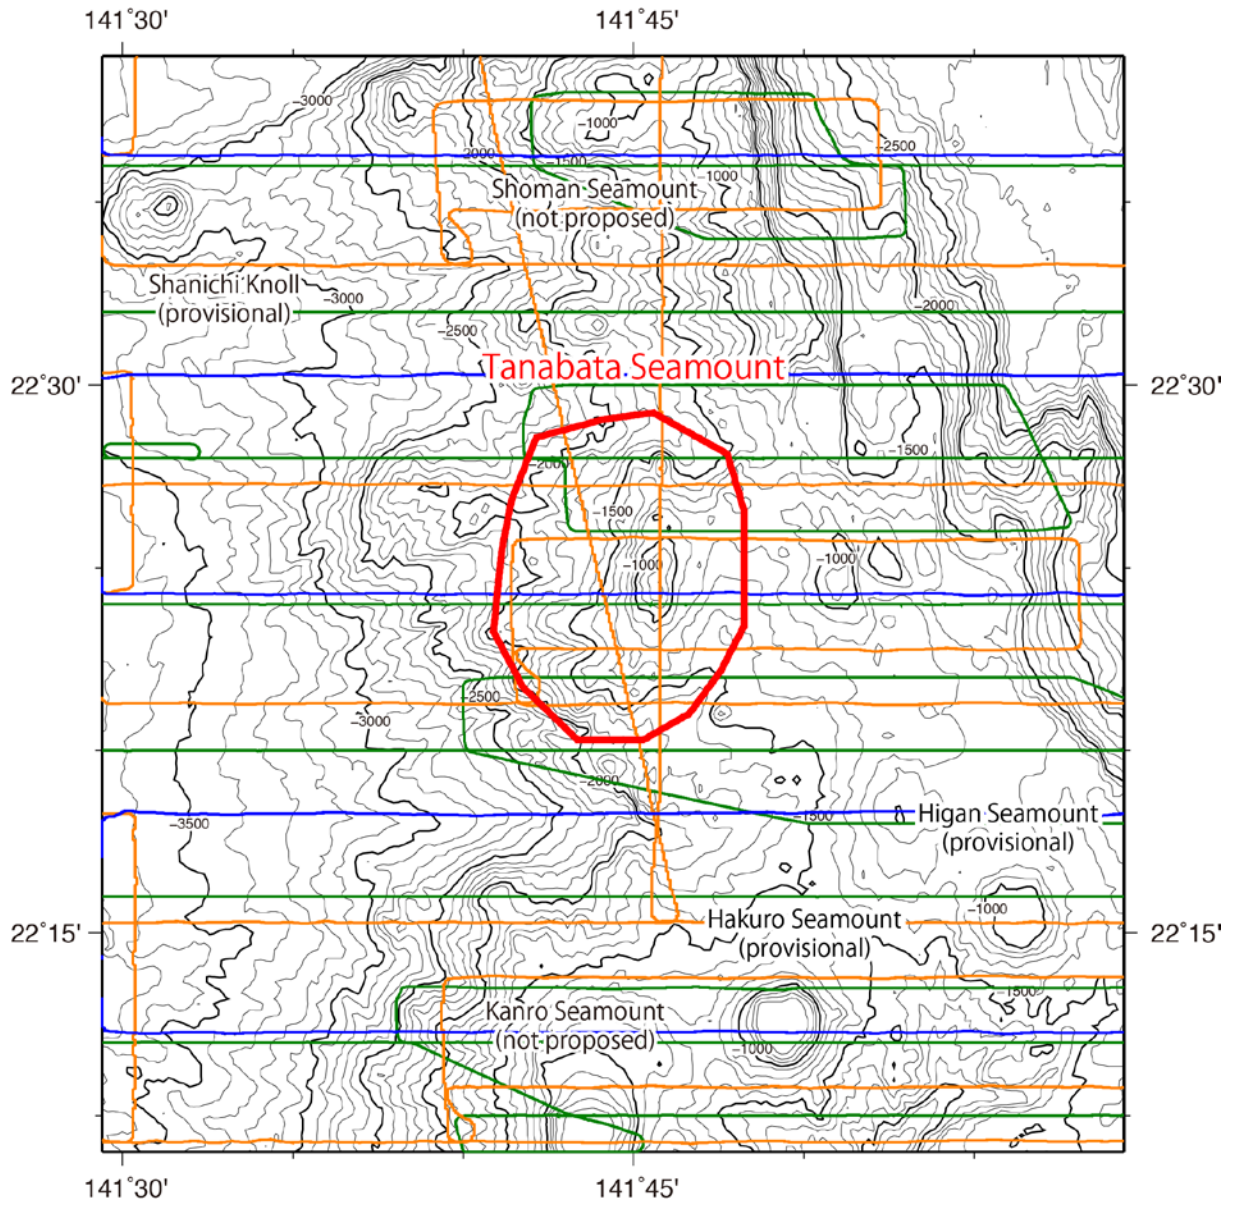 141°30'
141°45'
−3000
−1000
−2500
−2000
−1500
−1000
Shoman Seamount
(not proposed)
Shanichi Knoll
(provisional)
−3000
−2000
−2500
Tanabata Seamount
22°30'
22°30'
−1500
−2000
−1500
−1000
−1000
−2500
−3000
−2000
−1500
Higan Seamount
(provisional)
−3500
−1000
Hakuro Seamount
(provisional)
22°15'
22°15'
−1500
Kanro Seamount
(not proposed)
−1000
141°30'
141°45'